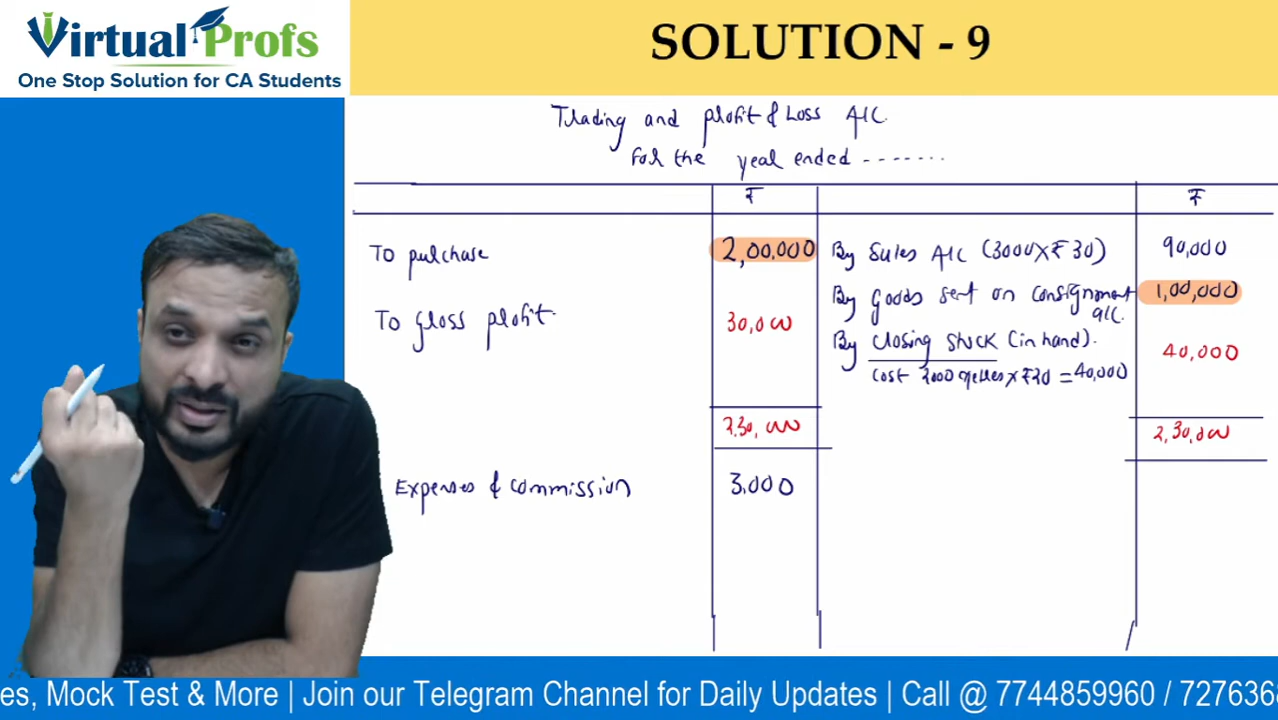 Virtual Profs
One Stop Solution for CA Students
SOLUTION - 9
Trading and profit & Loss A/C.
For the year ended --------
₹ ₹
To purchase 2,00,000 By Sales A/C (3000 x ₹ 30) 90,000
By goods sent on consignment a/c. 1,00,000
To gross profit 30,000
By closing stock (in hand). 40,000
cost 2000 metres x ₹20 = 40,000
2,30,000 2,30,000
Expenses & commission 3,000
es, Mock Test & More | Join our Telegram Channel for Daily Updates | Call @ 7744859960 / 727636